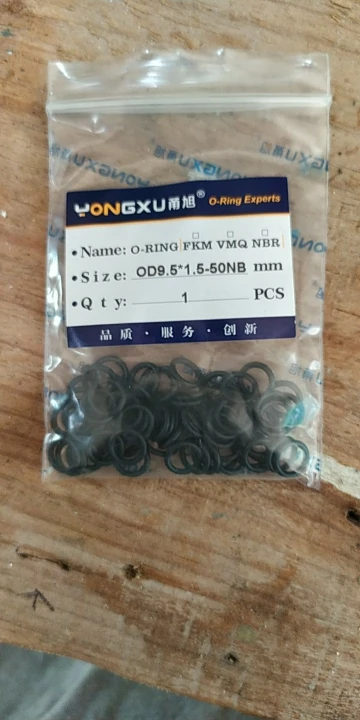 YONGXU甬旭® O-Ring Experts
• Name: O-RING □FKM □VMQ □NBR
• Size: OD9.5*1.5-50NB mm
• Qty: 1 PCS
品质 · 服务 · 创新